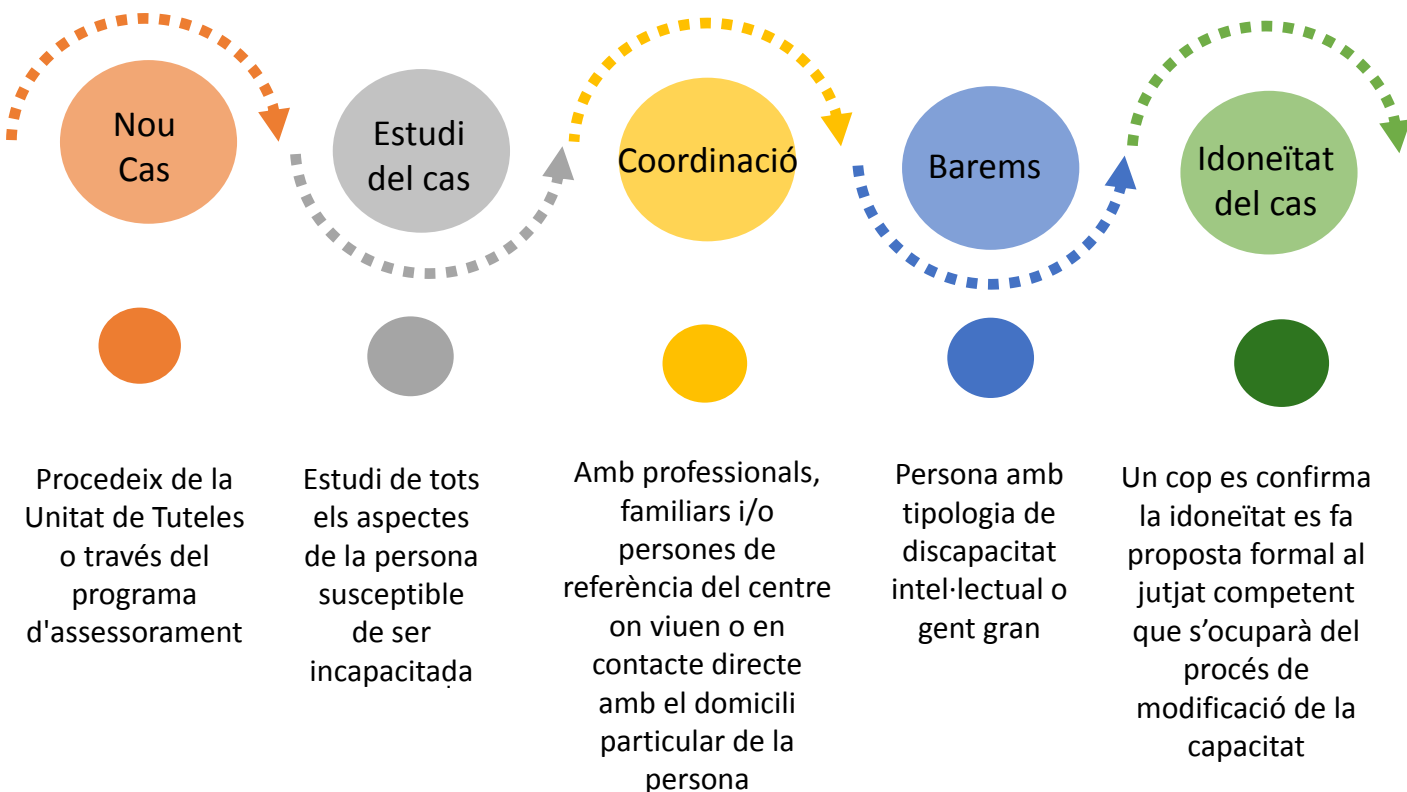 Nou
Cas
Estudi
del cas
Coordinació
Barems
Idoneïtat
del cas
Procedeix de la
Unitat de Tuteles
o través del
programa
d'assessorament
Estudi de tots
els aspectes
de la persona
susceptible
de ser
incapacitada
Amb professionals,
familiars i/o
persones de
referència del centre
on viuen o en
contacte directe
amb el domicili
particular de la
persona
Persona amb
tipologia de
discapacitat
intel·lectual o
gent gran
Un cop es confirma
la idoneïtat es fa
proposta formal al
jutjat competent
que s’ocuparà del
procés de
modificació de la
capacitat